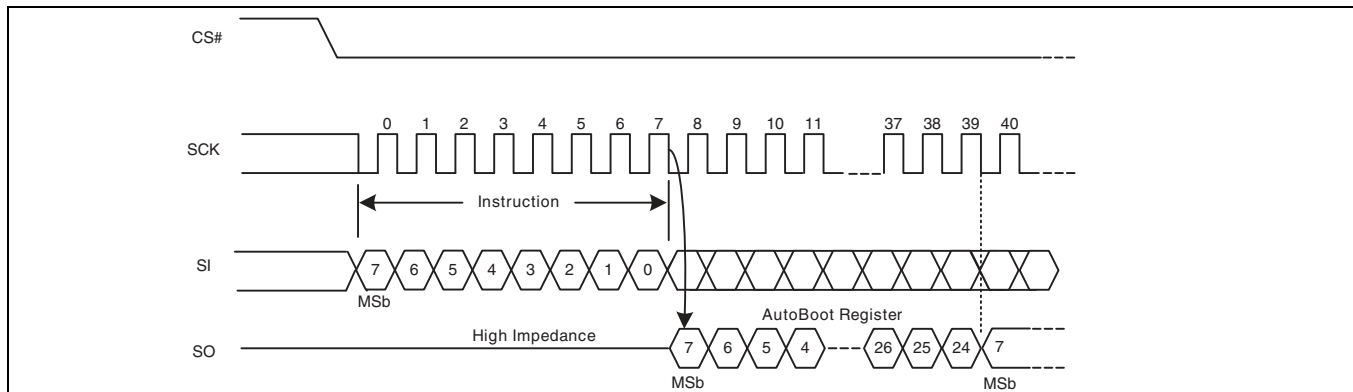 CS#
0 1 2 3 4 5 6 7 8 9 10 11 37 38 39 40
SCK
Instruction
SI 7 6 5 4 3 2 1 0
MSb
AutoBoot Register
High Impedance
SO 7 6 5 4 26 25 24 7
MSb MSb